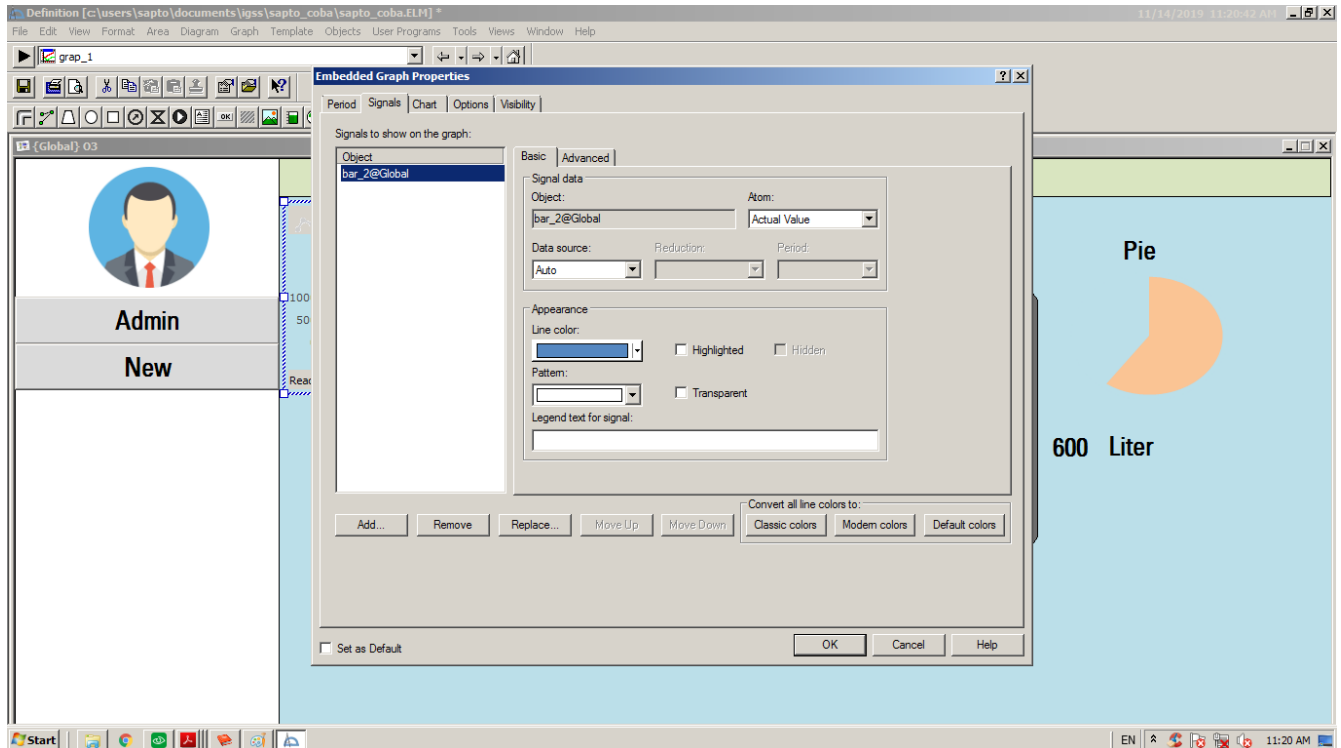 Definition [c:\users\sapto\documents\igss\sapto_coba\sapto_coba.ELM] *
11/14/2019 11:20:42 AM
File Edit View Format Area Diagram Graph Template Objects User Programs Tools Views Window Help
grap_1
Embedded Graph Properties
Period Signals Chart Options Visibility
{Global} 03
Signals to show on the graph:
Object
bar_2@Global
Basic Advanced
Signal data
Object: Atom:
bar_2@Global Actual Value
Data source: Reduction: Period:
Auto
Appearance
Line color:
Highlighted Hidden
Pattern:
Transparent
Legend text for signal:
Add... Remove Replace... Move Up Move Down
Convert all line colors to:
Classic colors Modern colors Default colors
Set as Default
OK Cancel Help
Admin
New
100
50
Pie
600 Liter
Start
EN 11:20 AM